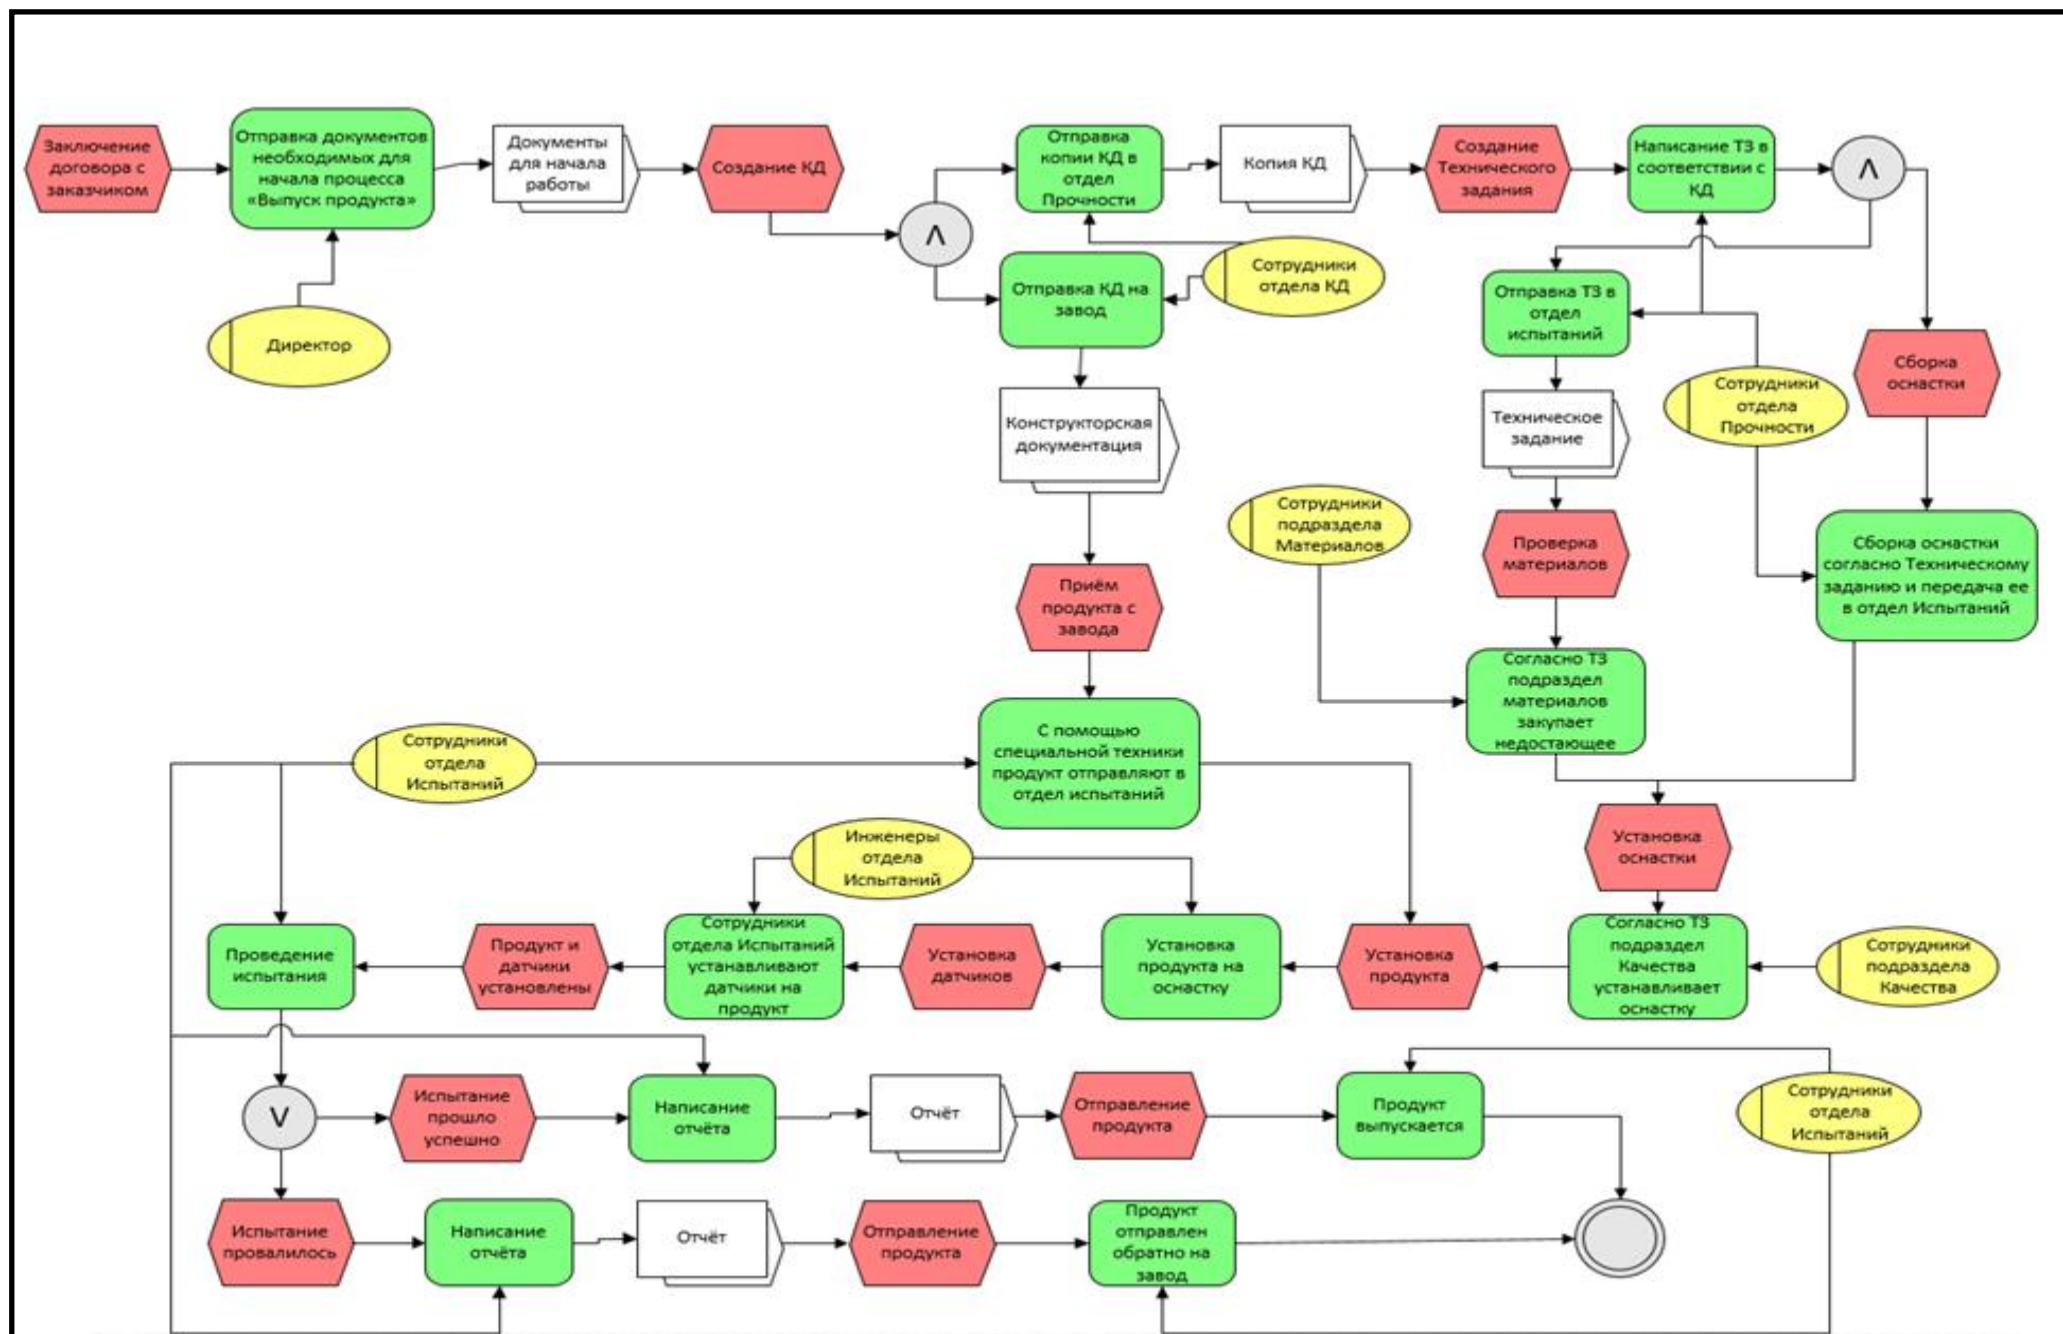 Заключение
договора с
заказчиком
Отправка документов
необходимых для
начала процесса
«Выпуск продукта»
Документы
для начала
работы
Создание КД
Отправка
копии КД в
отдел
Прочности
Копия КД
Создание
Технического
задания
Написание ТЗ в
соответствии с
КД
Λ
Λ
Директор
Отправка КД на
завод
Сотрудники
отдела КД
Отправка ТЗ в
отдел
испытаний
Сборка
оснастки
Сотрудники
отдела
Прочности
Конструкторская
документация
Техническое
задание
Сотрудники
подраздела
Материалов
Проверка
материалов
Сборка оснастки
согласно Техническому
заданию и передача ее
в отдел Испытаний
Приём
продукта с
завода
Согласно ТЗ
подраздел
материалов
закупает
недостающее
Сотрудники
отдела
Испытаний
С помощью
специальной техники
продукт отправляют в
отдел испытаний
Инженеры
отдела
Испытаний
Установка
оснастки
Проведение
испытания
Продукт и
датчики
установлены
Сотрудники
отдела Испытаний
устанавливают
датчики на
продукт
Установка
датчиков
Установка
продукта на
оснастку
Установка
продукта
Согласно ТЗ
подраздел
Качества
устанавливает
оснастку
Сотрудники
подраздела
Качества
V
Испытание
прошло
успешно
Написание
отчёта
Отчёт
Отправление
продукта
Продукт
выпускается
Сотрудники
отдела
Испытаний
Испытание
провалилось
Написание
отчёта
Отчёт
Отправление
продукта
Продукт
отправлен
обратно на
завод